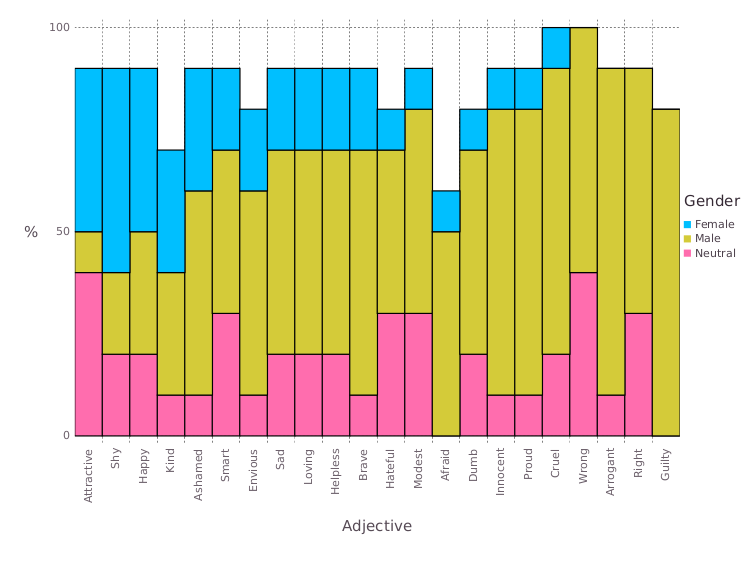 100
50
0
%
Attractive
Shy
Happy
Kind
Ashamed
Smart
Envious
Sad
Loving
Helpless
Brave
Hateful
Modest
Afraid
Dumb
Innocent
Proud
Cruel
Wrong
Arrogant
Right
Guilty
Adjective
Gender
Female
Male
Neutral